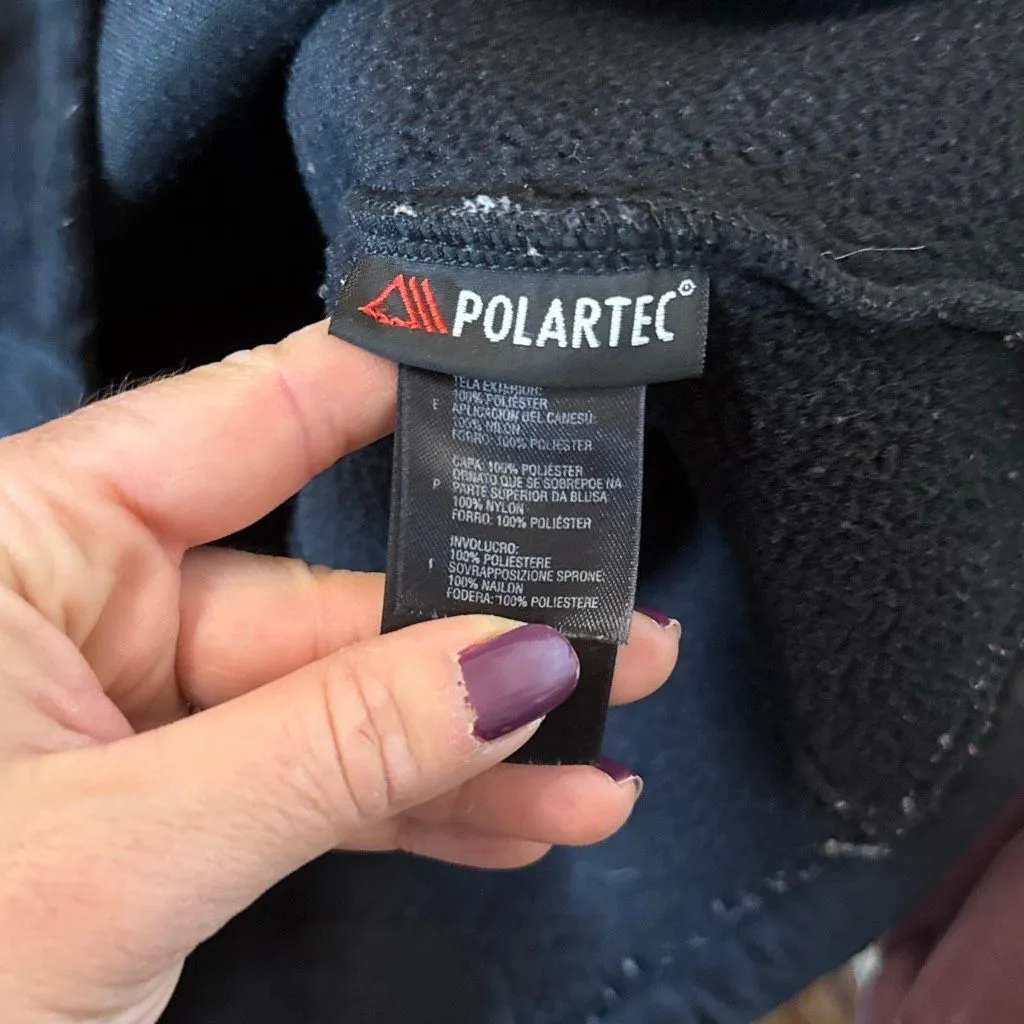 POLARTEC®
TELA EXTERIOR:
100% POLIÉSTER
E APLICACIÓN DEL CANESÚ:
100% NILON
FORRO: 100% POLIÉSTER
CAPA: 100% POLIÉSTER
ORNATO QUE SE SOBREPOE NA
P PARTE SUPERIOR DA BLUSA
100% NYLON
FORRO: 100% POLIÉSTER
INVOLUCRO:
100% POLIESTERE
I SOVRAPPOSIZIONE SPRONE:
100% NAILON
FODERA: 100% POLIESTERE